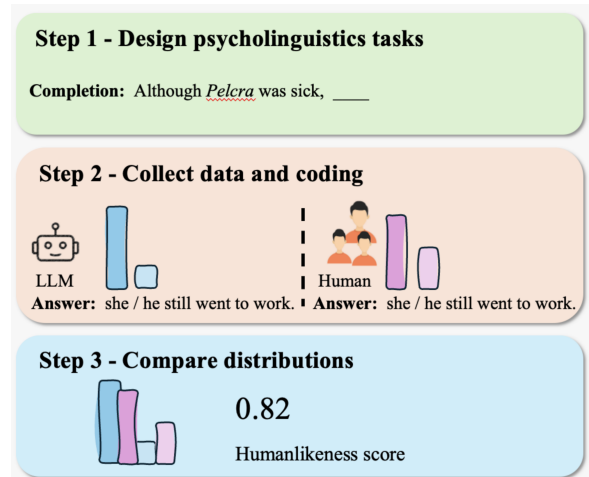 Step 1 - Design psycholinguistics tasks
Completion: Although Pelcra was sick, ____
Step 2 - Collect data and coding
LLM
Answer: she / he still went to work.
Human
Answer: she / he still went to work.
Step 3 - Compare distributions
0.82
Humanlikeness score